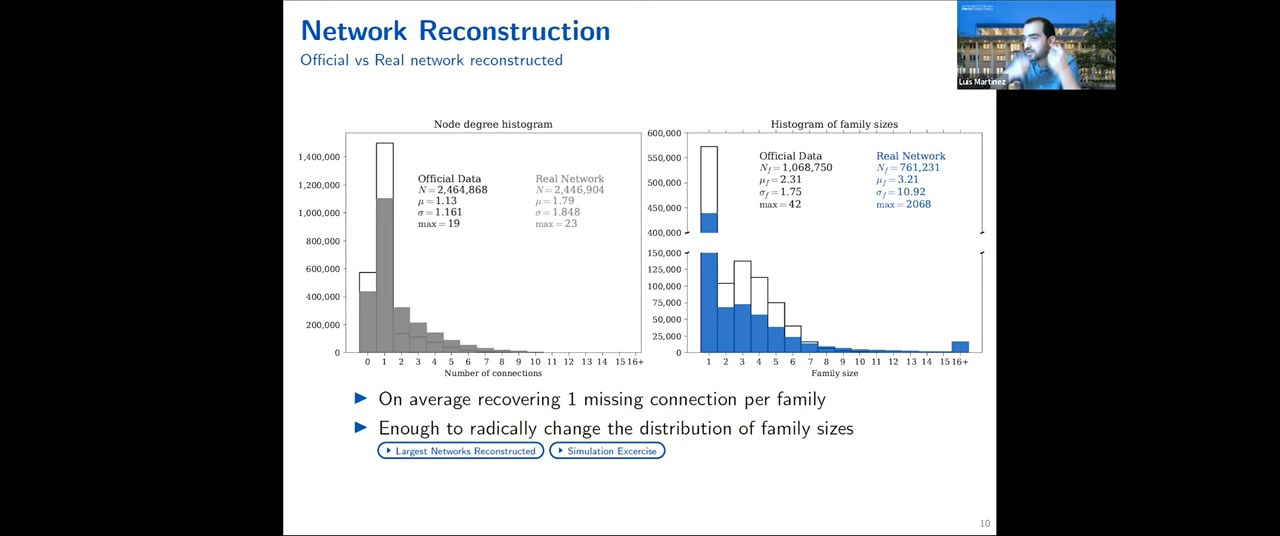 Network Reconstruction
Official vs Real network reconstructed
Luis Martinez
Node degree histogram
1,400,000
1,200,000
1,000,000
800,000
600,000
400,000
200,000
0
Official Data
N = 2,464,868
μ = 1.13
σ = 1.161
max = 19
Real Network
N = 2,446,904
μ = 1.79
σ = 1.848
max = 23
0 1 2 3 4 5 6 7 8 9 10 11 12 13 14 15 16+
Number of connections
Histogram of family sizes
600,000
550,000
500,000
450,000
400,000
150,000
125,000
100,000
75,000
50,000
25,000
0
Official Data
N_f = 1,068,750
μ_f = 2.31
σ_f = 1.75
max = 42
Real Network
N_f = 761,231
μ_f = 3.21
σ_f = 10.92
max = 2068
1 2 3 4 5 6 7 8 9 10 11 12 13 14 15 16+
Family size
▶ On average recovering 1 missing connection per family
▶ Enough to radically change the distribution of family sizes
▶ Largest Networks Reconstructed ▶ Simulation Excercise
10